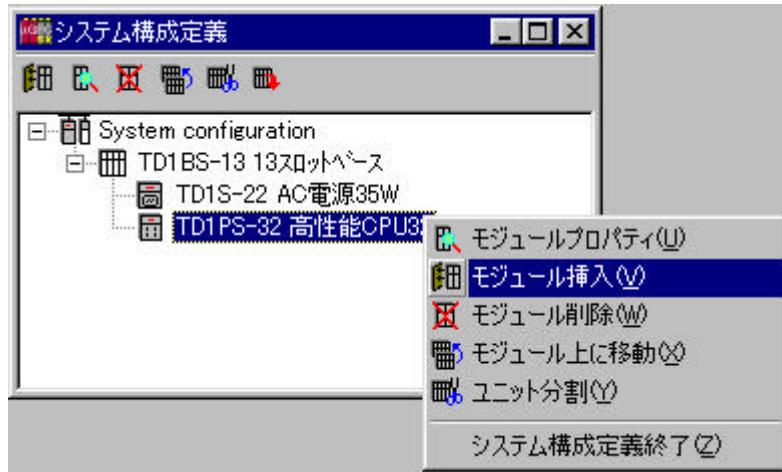 システム構成定義
System configuration
TD1BS-13 13ｽﾛｯﾄﾍﾞｰｽ
TD1S-22 AC電源35W
TD1PS-32 高性能CPU3
モジュールプロパティ(U)
モジュール挿入(V)
モジュール削除(W)
モジュール上に移動(X)
ユニット分割(Y)
システム構成定義終了(Z)